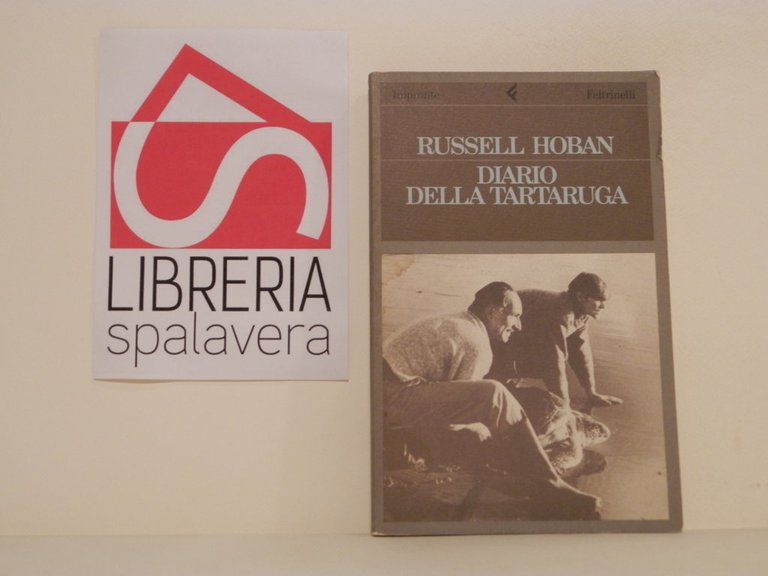 LIBRERIA
spalavera
Impronte
Feltrinelli
RUSSELL HOBAN
DIARIO
DELLA TARTARUGA